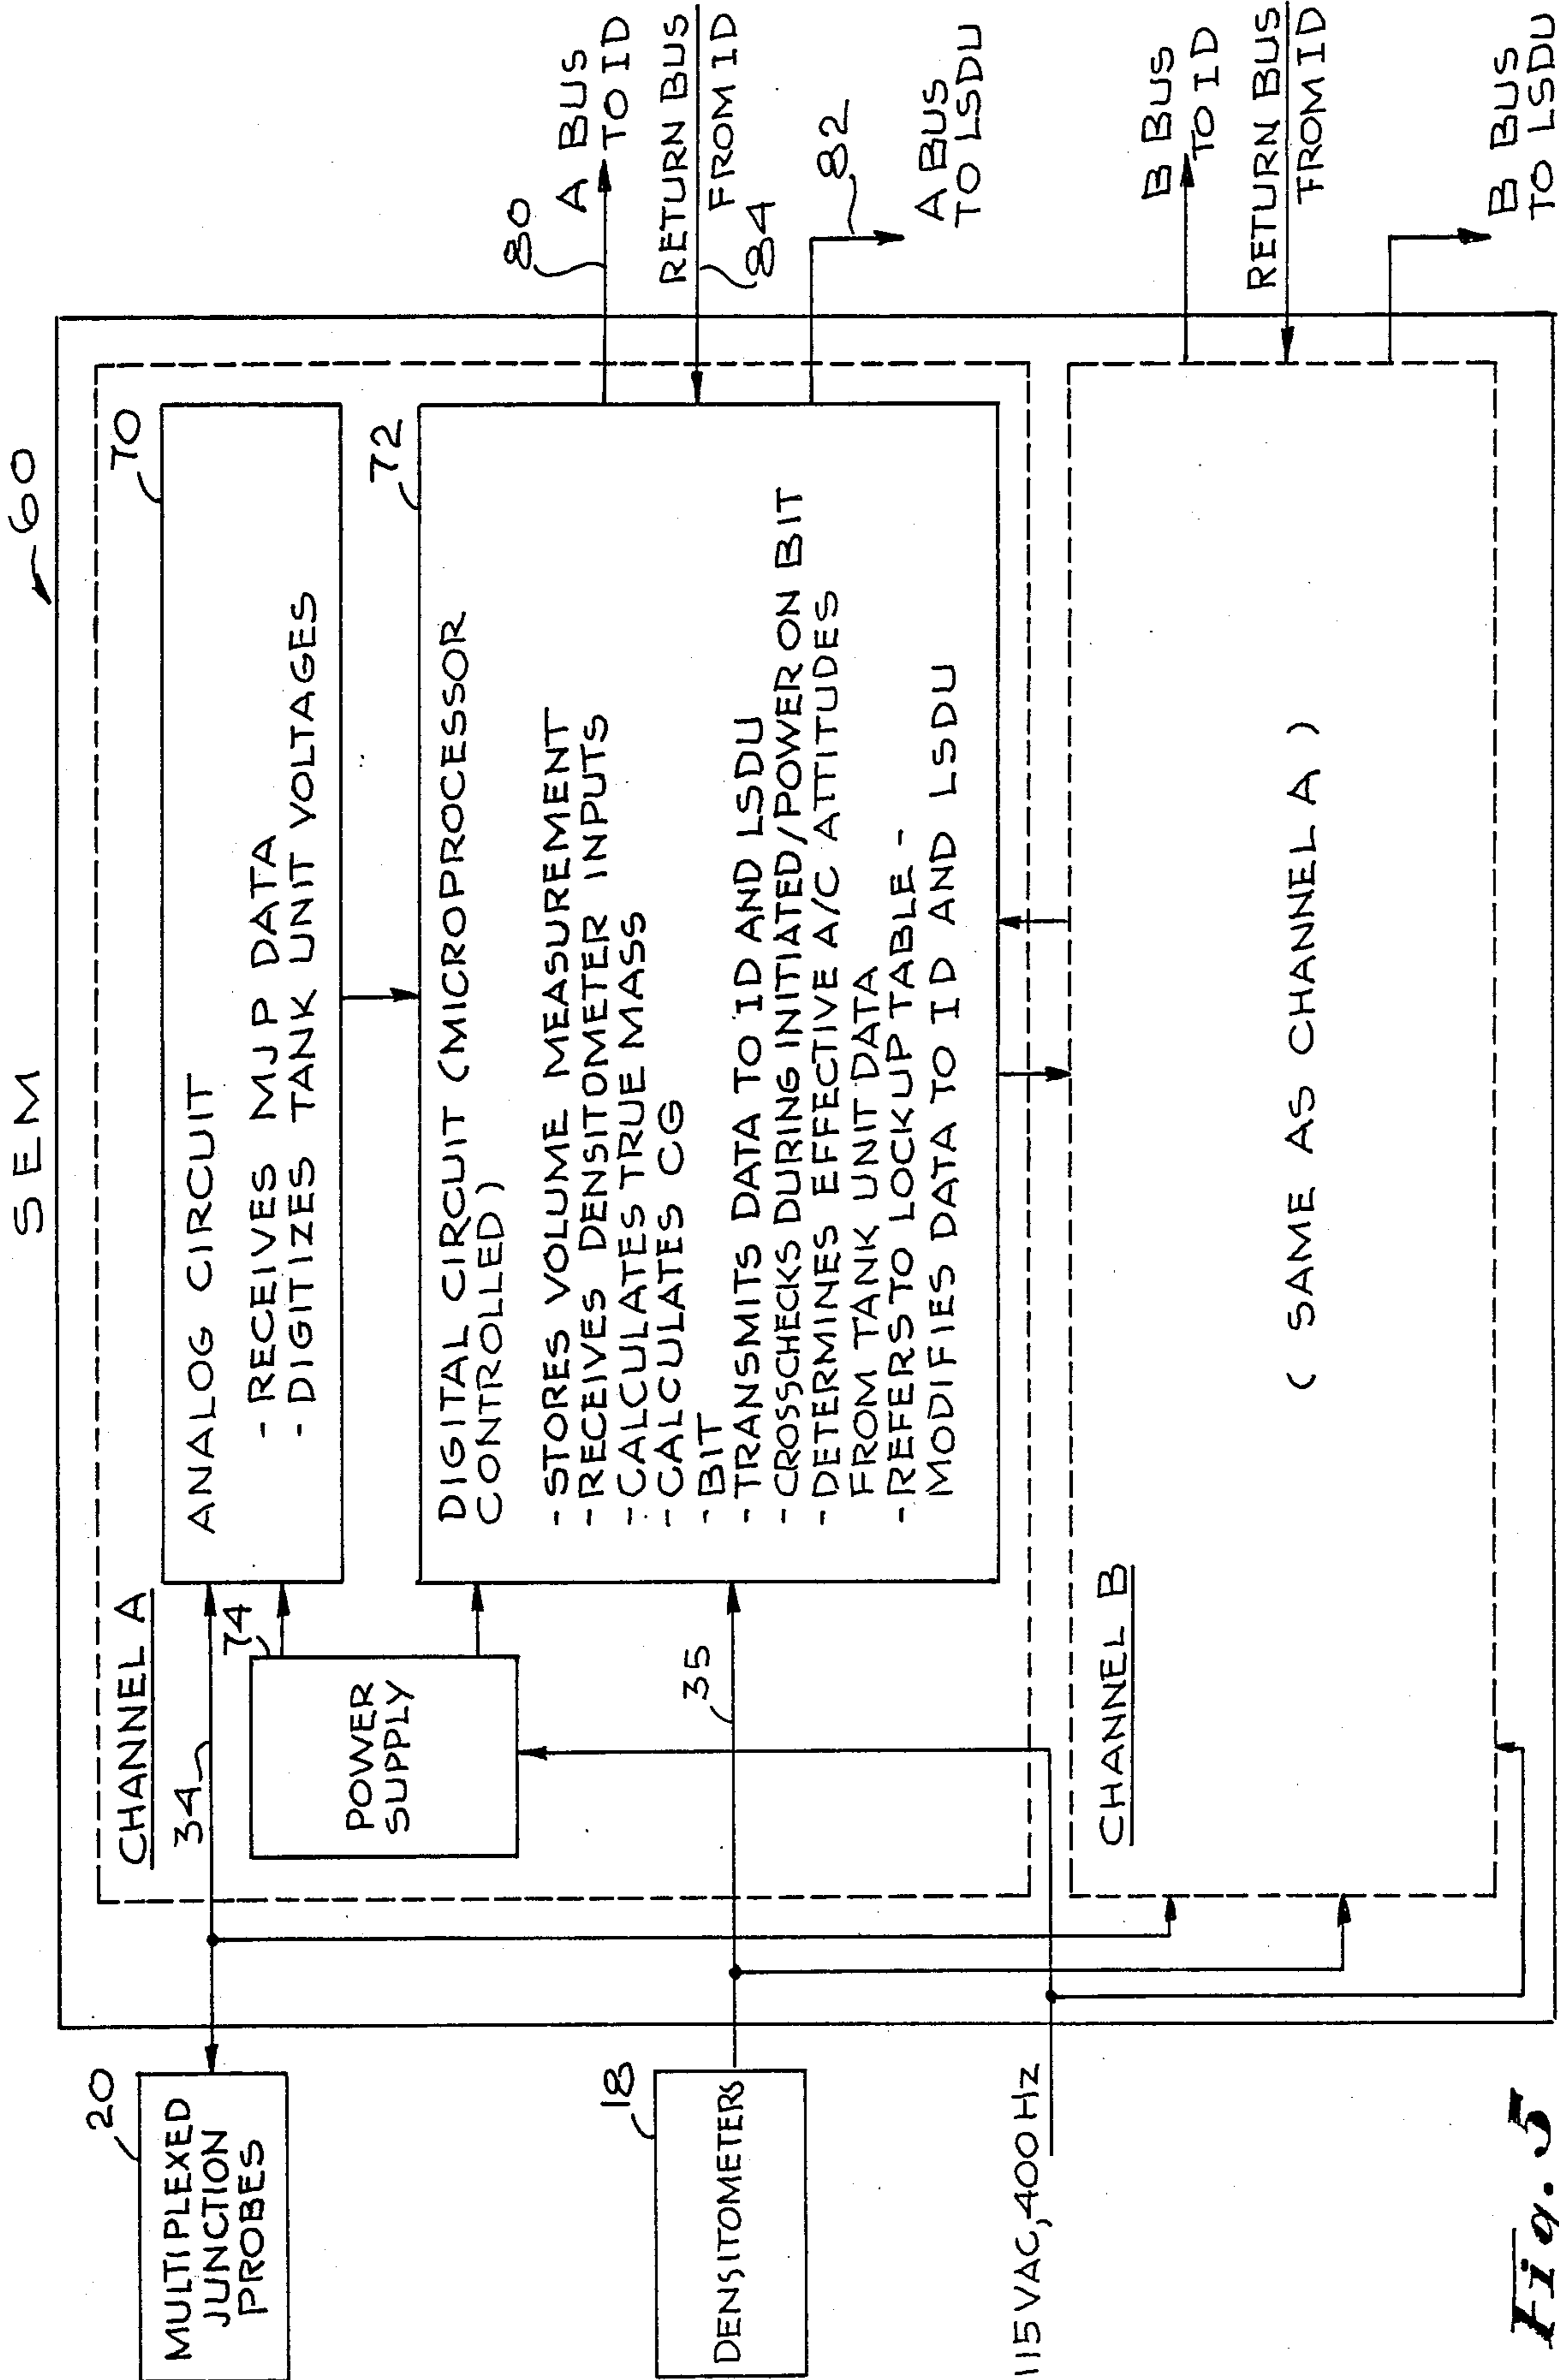 SEM
60
20
MULTIPLEXED
JUNCTION
PROBES
34
CHANNEL A
70
ANALOG CIRCUIT
- RECEIVES MJP DATA
- DIGITIZES TANK UNIT VOLTAGES
74
POWER
SUPPLY
72
DIGITAL CIRCUIT (MICROPROCESSOR
CONTROLLED)
- STORES VOLUME MEASUREMENT
- RECEIVES DENSITOMETER INPUTS
- CALCULATES TRUE MASS
- CALCULATES CG
- BIT
- TRANSMITS DATA TO ID AND LSDU
- CROSSCHECKS DURING INITIATED/POWER ON BIT
- DETERMINES EFFECTIVE A/C ATTITUDES
FROM TANK UNIT DATA
- REFERS TO LOCKUP TABLE -
MODIFIES DATA TO ID AND LSDU
80
A BUS
TO ID
RETURN BUS
FROM ID
84
82
A BUS
TO LSDU
18
DENSITOMETERS
35
115 VAC, 400 Hz
CHANNEL B
( SAME AS CHANNEL A )
B BUS
TO ID
RETURN BUS
FROM ID
B BUS
TO LSDU
Fig. 5